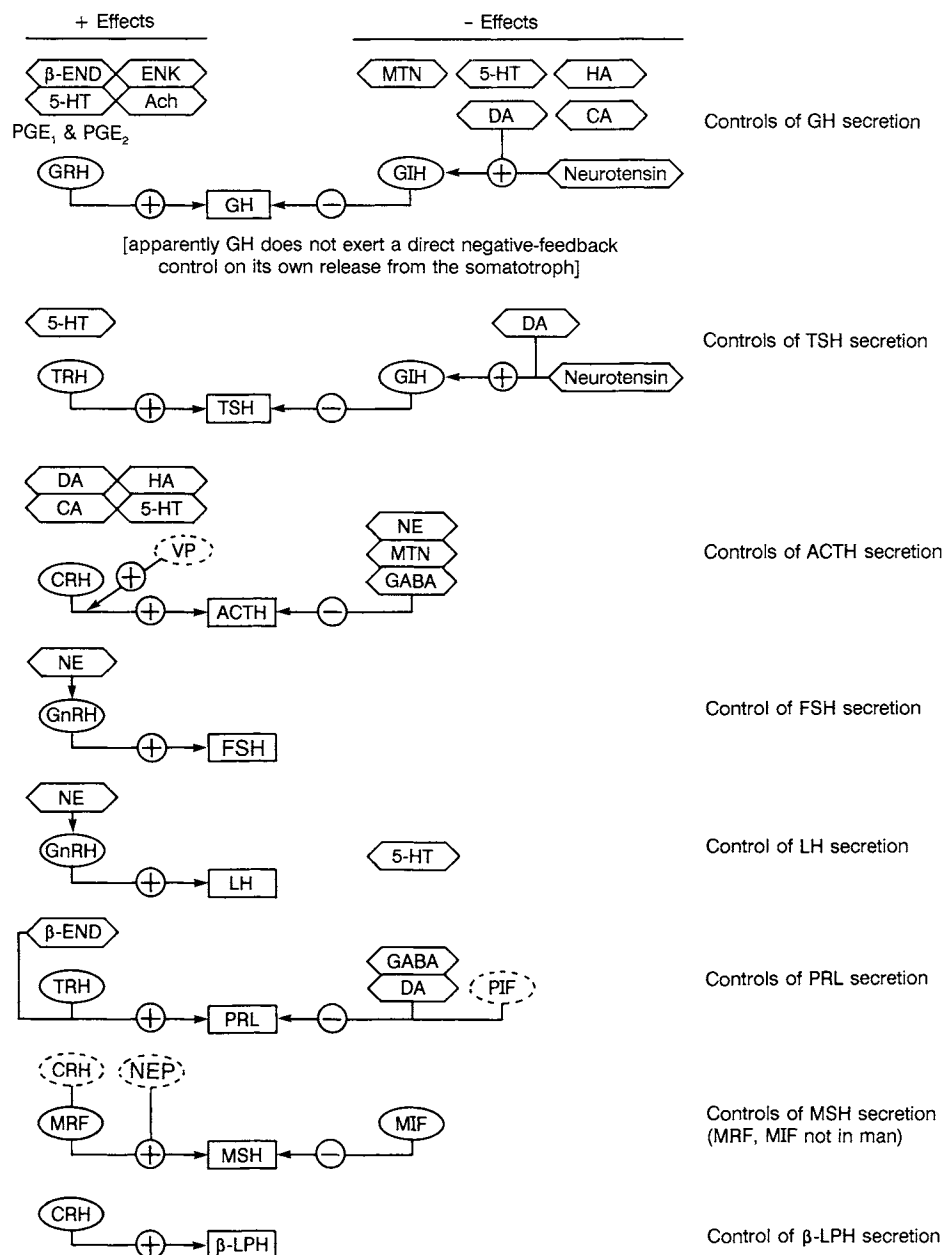 + Effects
– Effects
β-END ENK
5-HT Ach
PGE₁ & PGE₂
MTN 5-HT HA
DA CA
Controls of GH secretion
GRH GIH + Neurotensin
+ GH –
[apparently GH does not exert a direct negative-feedback
control on its own release from the somatotroph]
5-HT DA
Controls of TSH secretion
TRH GIH + Neurotensin
+ TSH –
DA HA
CA 5-HT
VP
NE
MTN
GABA
Controls of ACTH secretion
CRH +
+ ACTH –
NE
GnRH
Control of FSH secretion
+ FSH
NE
GnRH 5-HT
Control of LH secretion
+ LH
β-END
GABA
TRH DA PIF
Controls of PRL secretion
+ PRL –
CRH NEP
MRF MIF
Controls of MSH secretion
(MRF, MIF not in man)
+ MSH –
CRH
Control of β-LPH secretion
+ β-LPH